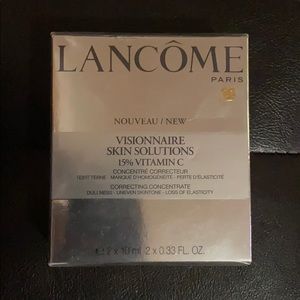 LANCÔME
PARIS
NOUVEAU / NEW
VISIONNAIRE
SKIN SOLUTIONS
15% VITAMIN C
CONCENTRÉ CORRECTEUR
TEINT TERNE - MANQUE D'HOMOGÉNÉITÉ - PERTE D'ÉLASTICITÉ
CORRECTING CONCENTRATE
DULLNESS - UNEVEN SKINTONE - LOSS OF ELASTICITY
e 2 x 10 ml - 2 x 0.33 FL. OZ.